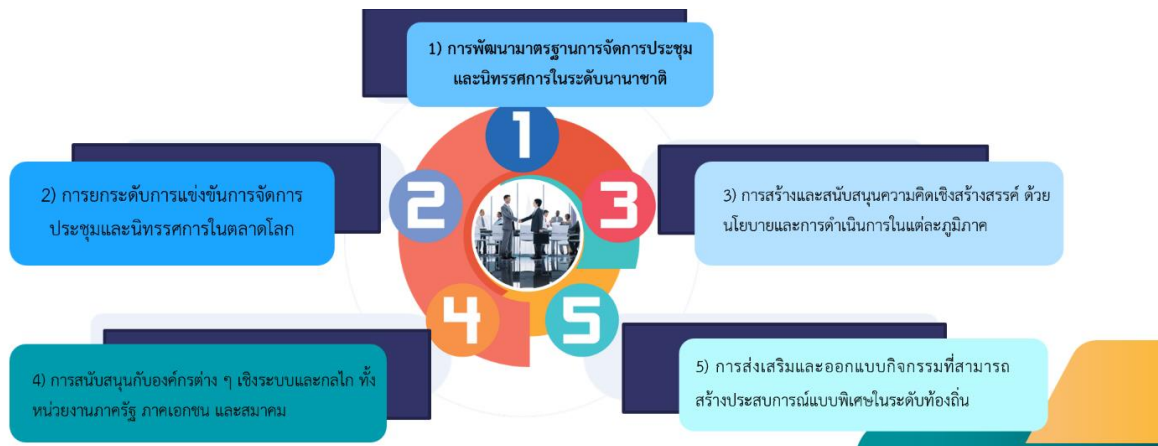 1) การพัฒนามาตรฐานการจัดการประชุม
และนิทรรศการในระดับนานาชาติ
1
2) การยกระดับการแข่งขันการจัดการ
ประชุมและนิทรรศการในตลาดโลก
2
3
3) การสร้างและสนับสนุนความคิดเชิงสร้างสรรค์ ด้วย
นโยบายและการดำเนินการในแต่ละภูมิภาค
4) การสนับสนุนกับองค์กรต่าง ๆ เชิงระบบและกลไก ทั้ง
หน่วยงานภาครัฐ ภาคเอกชน และสมาคม
4
5
5) การส่งเสริมและออกแบบกิจกรรมที่สามารถ
สร้างประสบการณ์แบบพิเศษในระดับท้องถิ่น